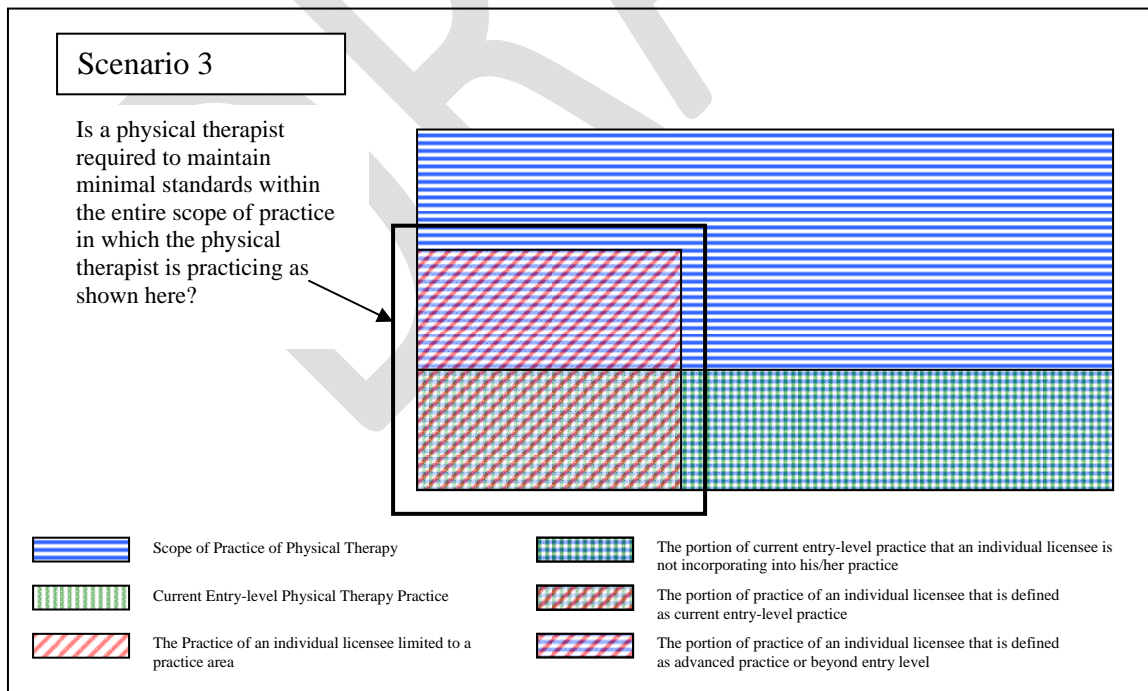 Scenario 3
Is a physical therapist
required to maintain
minimal standards within
the entire scope of practice
in which the physical
therapist is practicing as
shown here?
Scope of Practice of Physical Therapy
Current Entry-level Physical Therapy Practice
The Practice of an individual licensee limited to a
practice area
The portion of current entry-level practice that an individual licensee is
not incorporating into his/her practice
The portion of practice of an individual licensee that is defined
as current entry-level practice
The portion of practice of an individual licensee that is defined
as advanced practice or beyond entry level